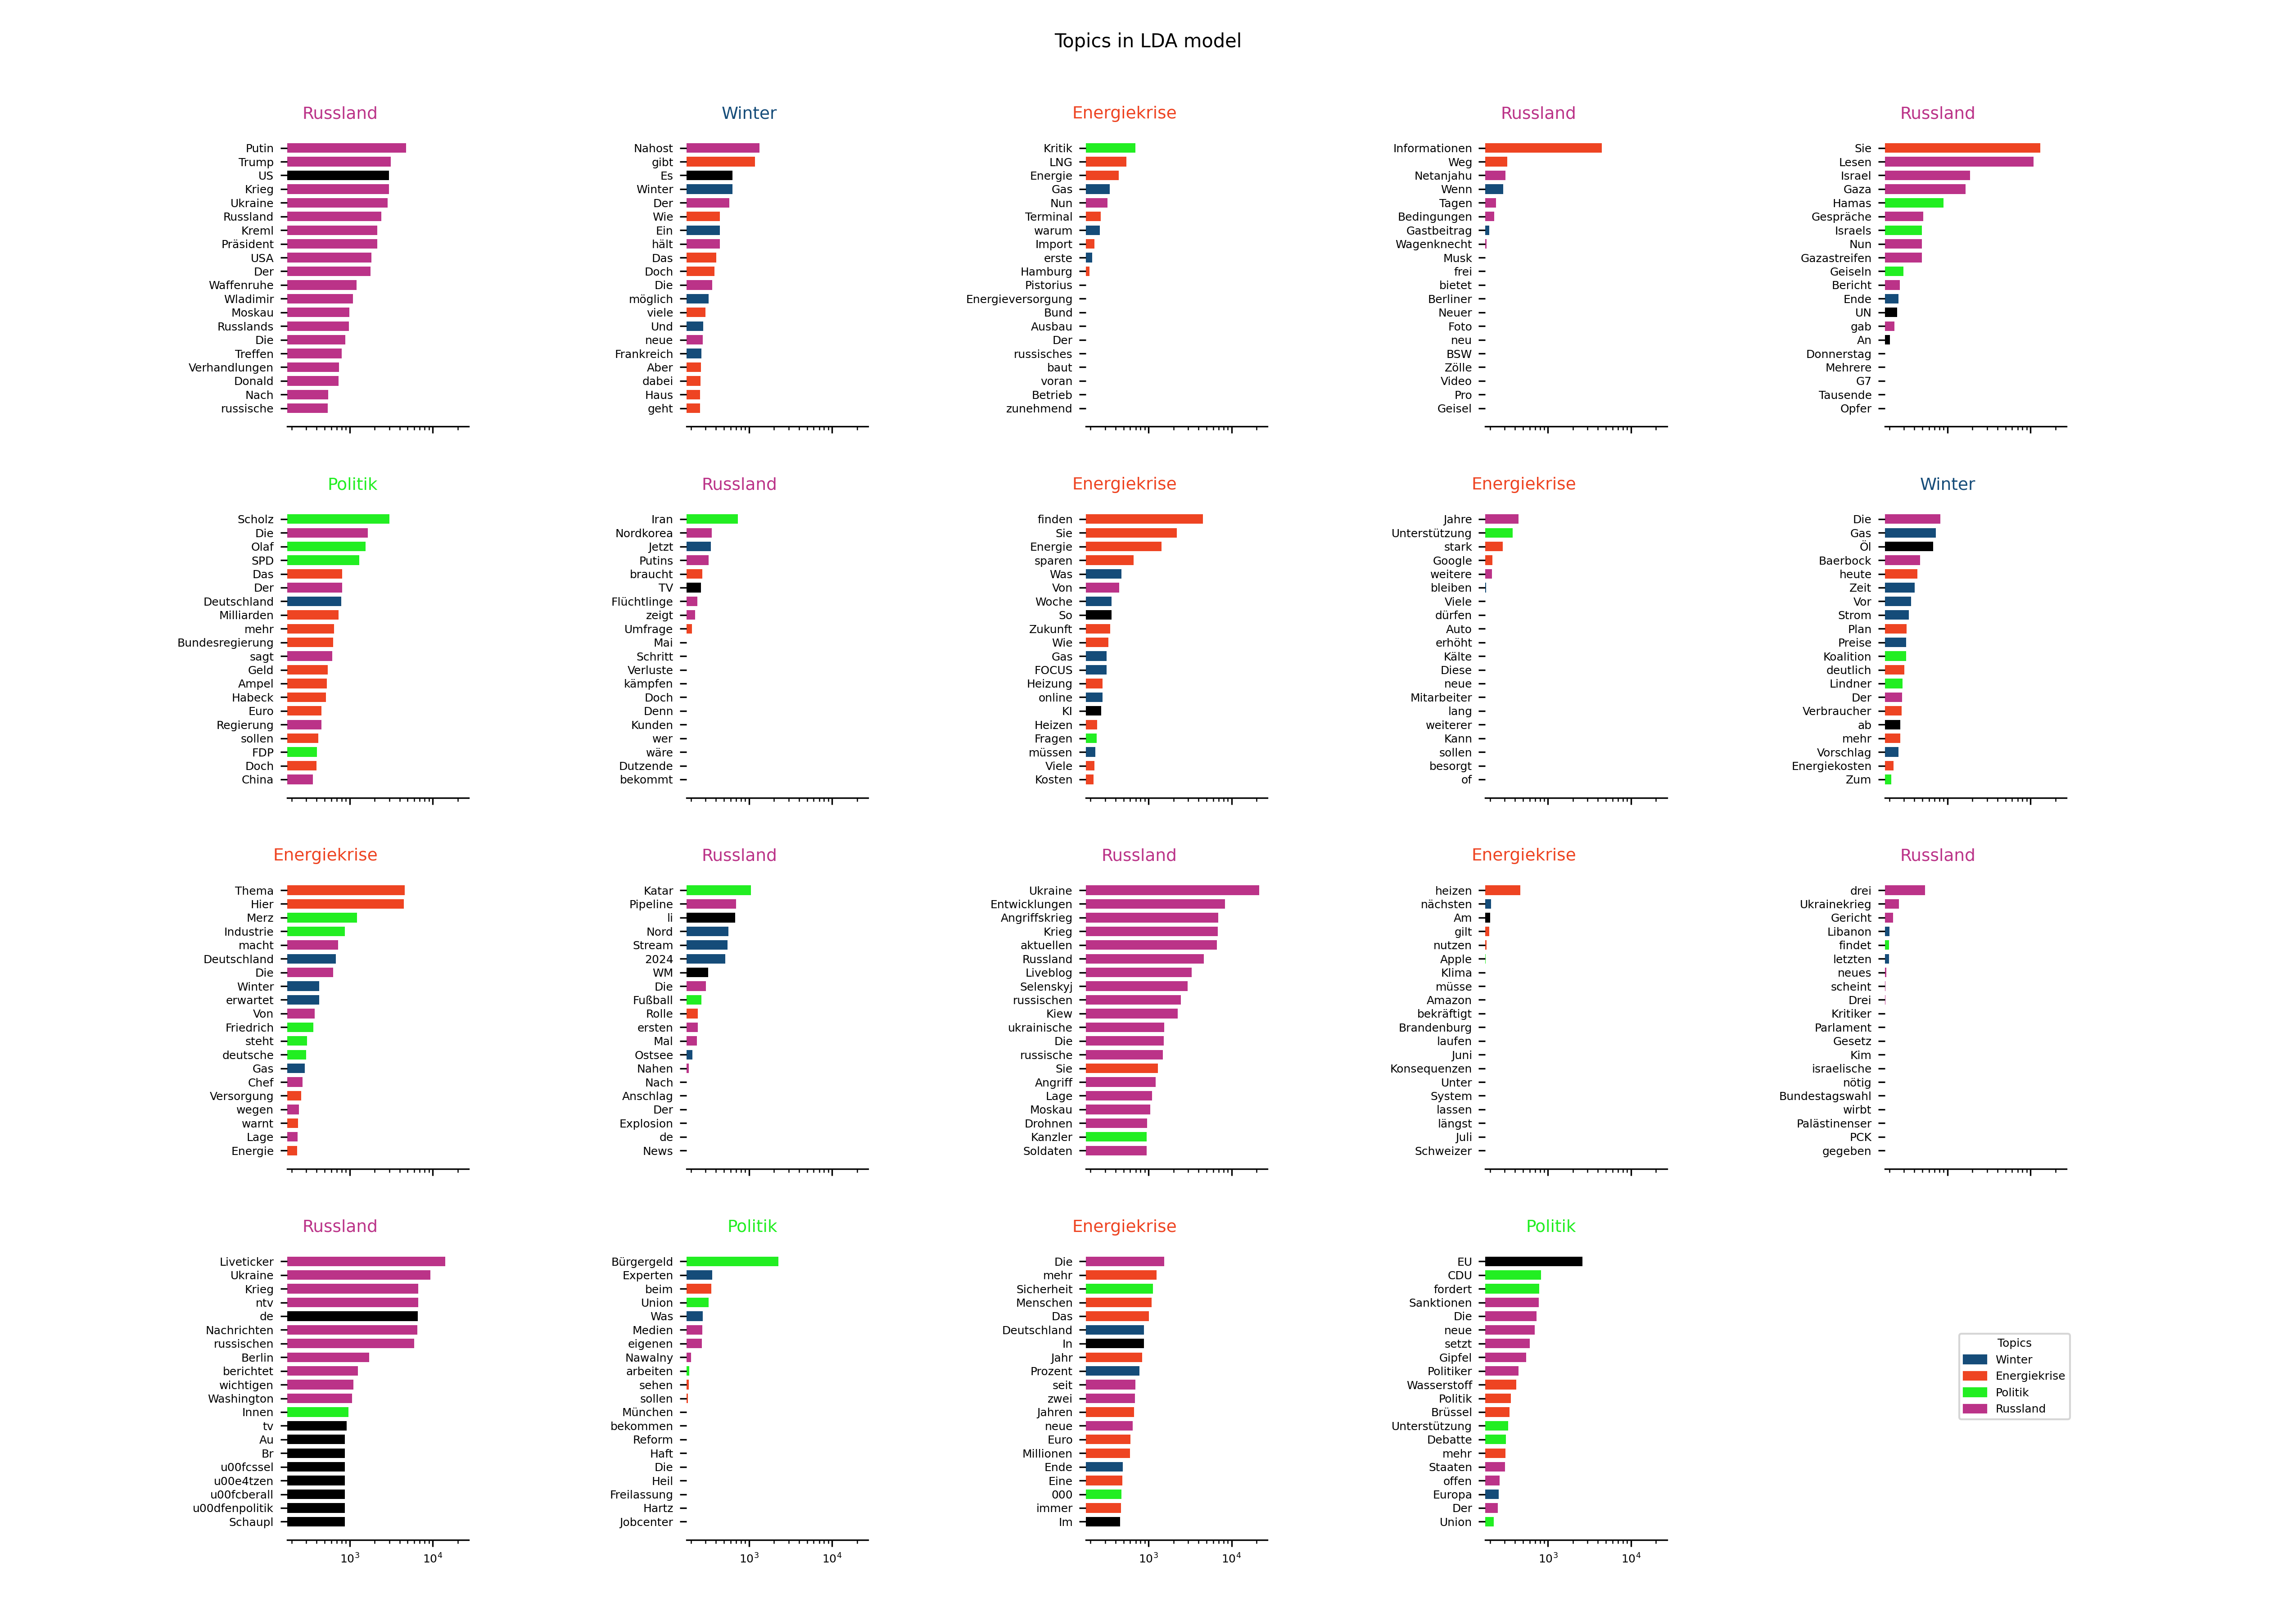 Topics in LDA model
Russland
Putin
Trump
US
Krieg
Ukraine
Russland
Kreml
Präsident
USA
Der
Waffenruhe
Wladimir
Moskau
Russlands
Die
Treffen
Verhandlungen
Donald
Nach
russische
Winter
Nahost
gibt
Es
Winter
Der
Wie
Ein
hält
Das
Doch
Die
möglich
viele
Und
neue
Frankreich
Aber
dabei
Haus
geht
Energiekrise
Kritik
LNG
Energie
Gas
Nun
Terminal
warum
Import
erste
Hamburg
Pistorius
Energieversorgung
Bund
Ausbau
Der
russisches
baut
voran
Betrieb
zunehmend
Russland
Informationen
Weg
Netanjahu
Wenn
Tagen
Bedingungen
Gastbeitrag
Wagenknecht
Musk
frei
bietet
Berliner
Neuer
Foto
neu
BSW
Zölle
Video
Pro
Geisel
Russland
Sie
Lesen
Israel
Gaza
Hamas
Gespräche
Israels
Nun
Gazastreifen
Geiseln
Bericht
Ende
UN
gab
An
Donnerstag
Mehrere
G7
Tausende
Opfer
Politik
Scholz
Die
Olaf
SPD
Das
Der
Deutschland
Milliarden
mehr
Bundesregierung
sagt
Geld
Ampel
Habeck
Euro
Regierung
sollen
FDP
Doch
China
Russland
Iran
Nordkorea
Jetzt
Putins
braucht
TV
Flüchtlinge
zeigt
Umfrage
Mai
Schritt
Verluste
kämpfen
Doch
Denn
Kunden
wer
wäre
Dutzende
bekommt
Energiekrise
finden
Sie
Energie
sparen
Was
Von
Woche
So
Zukunft
Wie
Gas
FOCUS
Heizung
online
KI
Heizen
Fragen
müssen
Viele
Kosten
Energiekrise
Jahre
Unterstützung
stark
Google
weitere
bleiben
Viele
dürfen
Auto
erhöht
Kälte
Diese
neue
Mitarbeiter
lang
weiterer
Kann
sollen
besorgt
of
Winter
Die
Gas
Öl
Baerbock
heute
Zeit
Vor
Strom
Plan
Preise
Koalition
deutlich
Lindner
Der
Verbraucher
ab
mehr
Vorschlag
Energiekosten
Zum
Energiekrise
Thema
Hier
Merz
Industrie
macht
Deutschland
Die
Winter
erwartet
Von
Friedrich
steht
deutsche
Gas
Chef
Versorgung
wegen
warnt
Lage
Energie
Russland
Katar
Pipeline
li
Nord
Stream
2024
WM
Die
Fußball
Rolle
ersten
Mal
Ostsee
Nahen
Nach
Anschlag
Der
Explosion
de
News
Russland
Ukraine
Entwicklungen
Angriffskrieg
Krieg
aktuellen
Russland
Liveblog
Selenskyj
russischen
Kiew
ukrainische
Die
russische
Sie
Angriff
Lage
Moskau
Drohnen
Kanzler
Soldaten
Energiekrise
heizen
nächsten
Am
gilt
nutzen
Apple
Klima
müsse
Amazon
bekräftigt
Brandenburg
laufen
Juni
Konsequenzen
Unter
System
lassen
längst
Juli
Schweizer
Russland
drei
Ukrainekrieg
Gericht
Libanon
findet
letzten
neues
scheint
Drei
Kritiker
Parlament
Gesetz
Kim
israelische
nötig
Bundestagswahl
wirbt
Palästinenser
PCK
gegeben
Russland
Liveticker
Ukraine
Krieg
ntv
de
Nachrichten
russischen
Berlin
berichtet
wichtigen
Washington
Innen
tv
Au
Br
u00fcssel
u00e4tzen
u00fcberall
u00dfenpolitik
Schaupl
10³ 10⁴
Politik
Bürgergeld
Experten
beim
Union
Was
Medien
eigenen
Nawalny
arbeiten
sehen
sollen
München
bekommen
Reform
Haft
Die
Heil
Freilassung
Hartz
Jobcenter
10³ 10⁴
Energiekrise
Die
mehr
Sicherheit
Menschen
Das
Deutschland
In
Jahr
Prozent
seit
zwei
Jahren
neue
Euro
Millionen
Ende
Eine
000
immer
Im
10³ 10⁴
Politik
EU
CDU
fordert
Sanktionen
Die
neue
setzt
Gipfel
Politiker
Wasserstoff
Politik
Brüssel
Unterstützung
Debatte
mehr
Staaten
offen
Europa
Der
Union
10³ 10⁴
Topics
Winter
Energiekrise
Politik
Russland